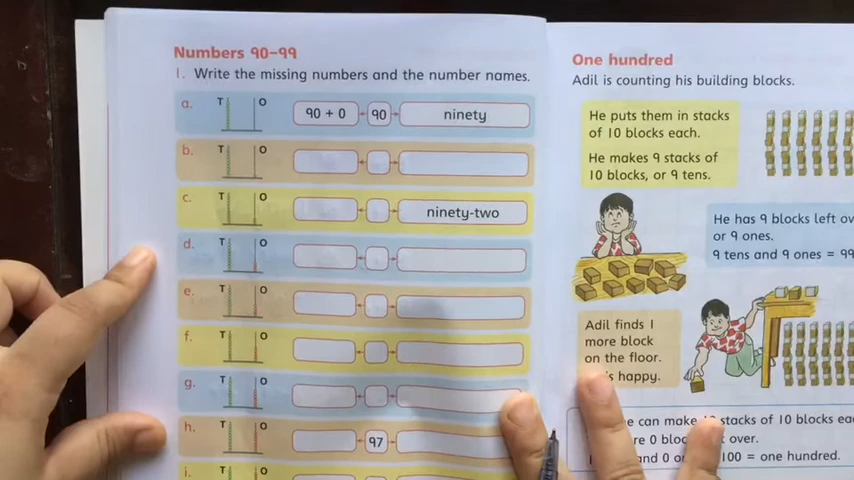 Numbers 90–99
1. Write the missing numbers and the number names.
a. T O 90 + 0 90 ninety
b. T O
c. T O ninety-two
d. T O
e. T O
f. T O
g. T O
h. T O 97
i. T O
One hundred
Adil is counting his building blocks.
He puts them in stacks
of 10 blocks each.
He makes 9 stacks of
10 blocks, or 9 tens.
He has 9 blocks left
or 9 ones.
9 tens and 9 ones = 99
Adil finds 1
more block
on the floor.
happy.
can make stacks of 10 blocks
0
and 0 100 = one hundred.